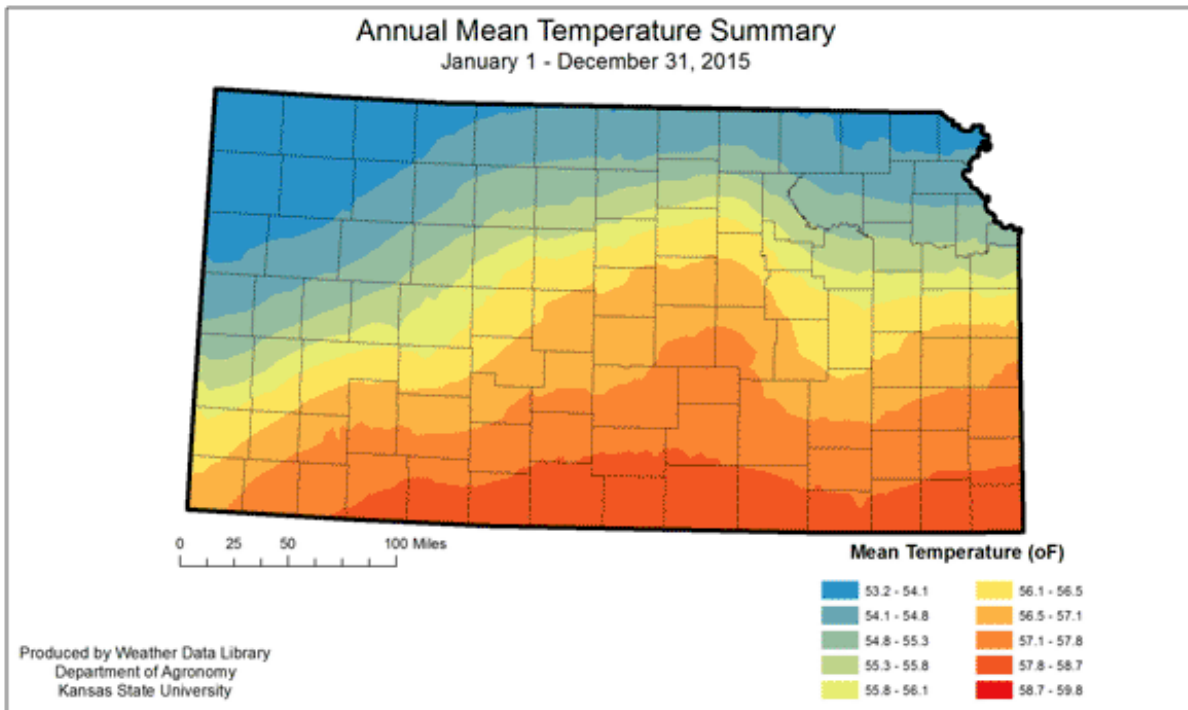 Annual Mean Temperature Summary
January 1 - December 31, 2015
0 25 50 100 Miles
Mean Temperature (oF)
53.2 - 54.1
54.1 - 54.8
54.8 - 55.3
55.3 - 55.8
55.8 - 56.1
56.1 - 56.5
56.5 - 57.1
57.1 - 57.8
57.8 - 58.7
58.7 - 59.8
Produced by Weather Data Library
Department of Agronomy
Kansas State University